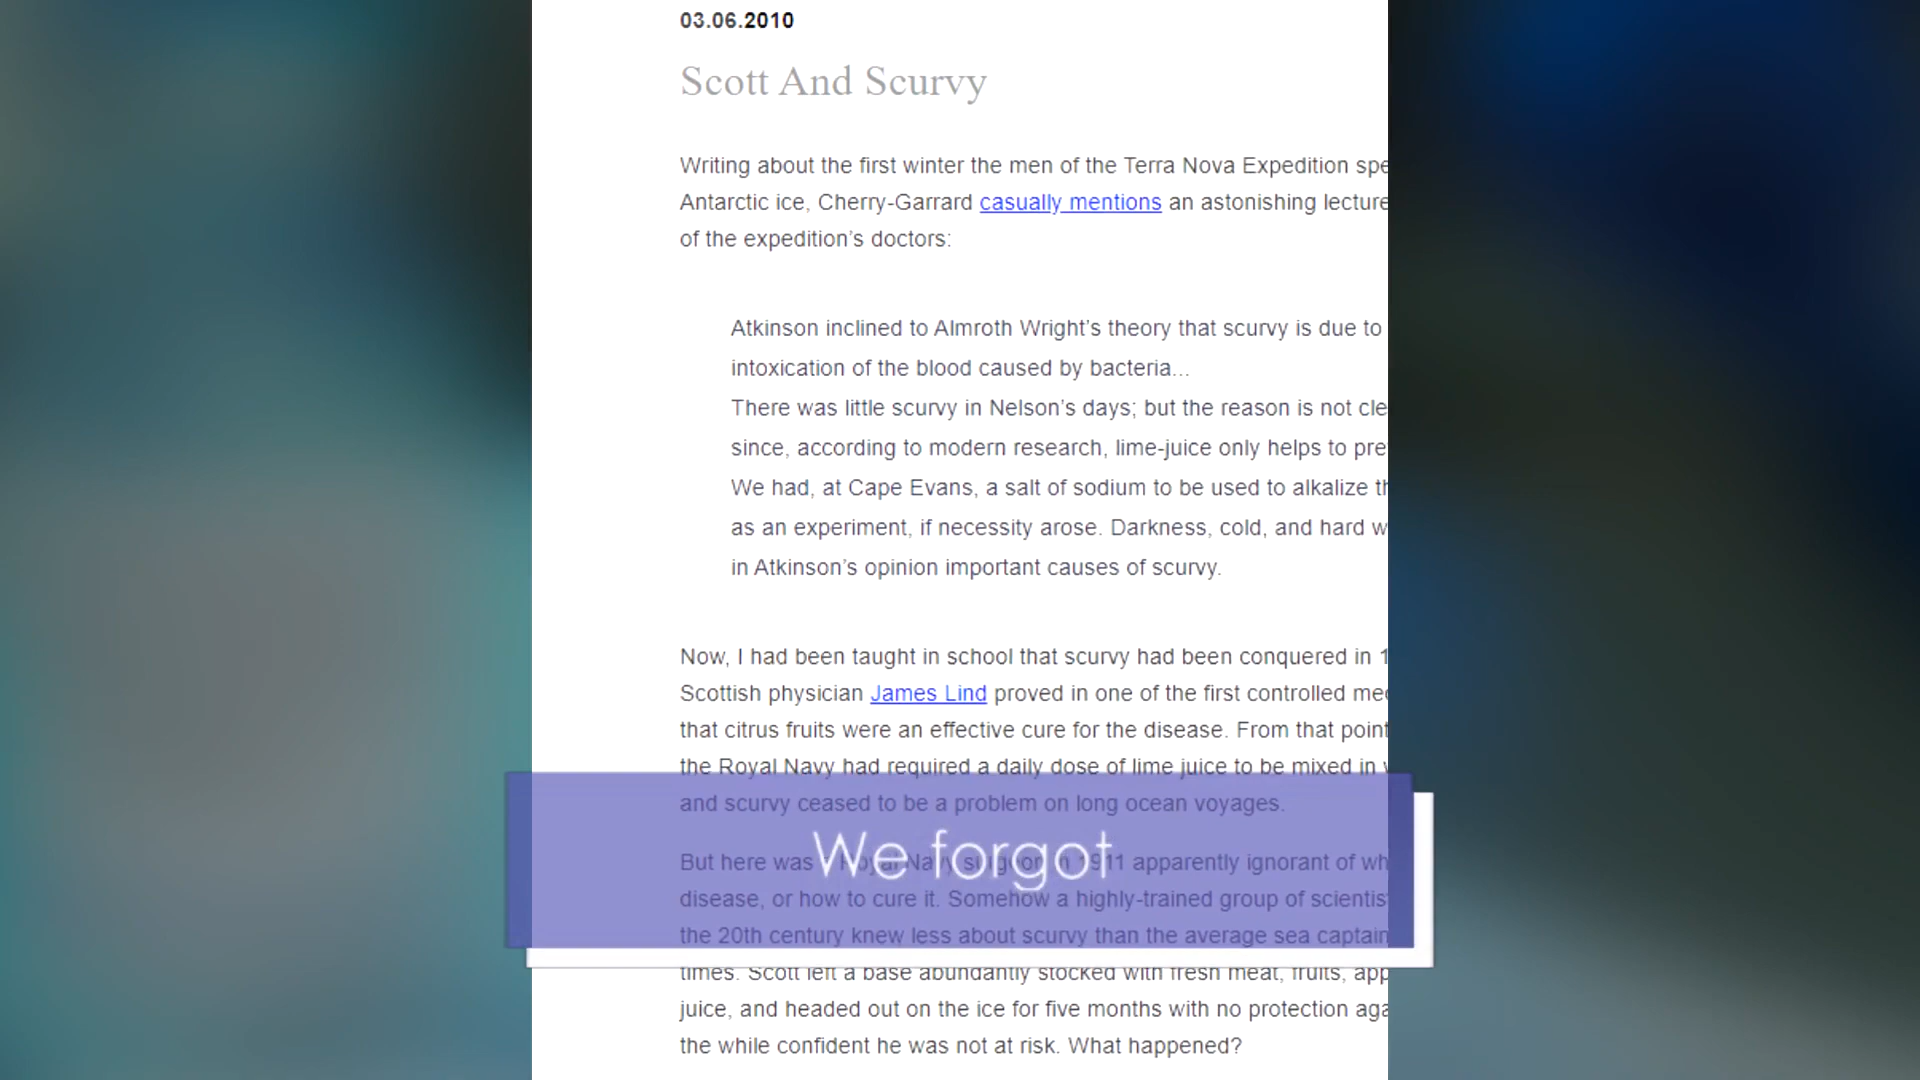 03.06.2010
Scott And Scurvy
Writing about the first winter the men of the Terra Nova Expedition spe
Antarctic ice, Cherry-Garrard casually mentions an astonishing lecture
of the expedition’s doctors:
Atkinson inclined to Almroth Wright’s theory that scurvy is due to
intoxication of the blood caused by bacteria...
There was little scurvy in Nelson’s days; but the reason is not cle
since, according to modern research, lime-juice only helps to pre
We had, at Cape Evans, a salt of sodium to be used to alkalize th
as an experiment, if necessity arose. Darkness, cold, and hard w
in Atkinson’s opinion important causes of scurvy.
Now, I had been taught in school that scurvy had been conquered in 1
Scottish physician James Lind proved in one of the first controlled med
that citrus fruits were an effective cure for the disease. From that point
the Royal Navy had required a daily dose of lime juice to be mixed in w
and scurvy ceased to be a problem on long ocean voyages.
We forgot
But here was a Royal Navy surgeon in 1911 apparently ignorant of wh
disease, or how to cure it. Somehow a highly-trained group of scientis
the 20th century knew less about scurvy than the average sea captain
times. Scott left a base abundantly stocked with fresh meat, fruits, app
juice, and headed out on the ice for five months with no protection aga
the while confident he was not at risk. What happened?